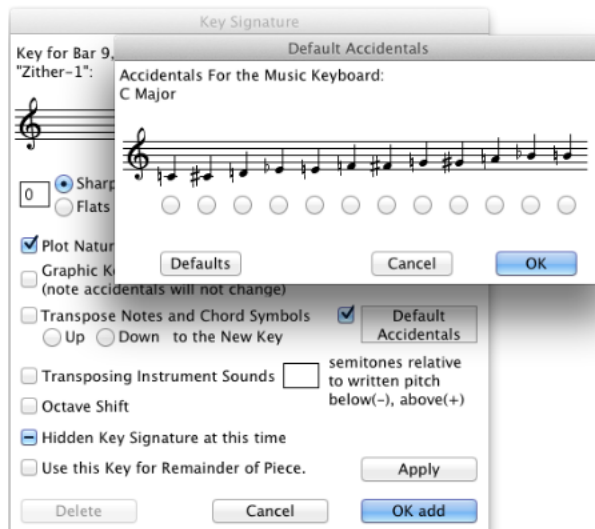 Key Signature
Key for Bar 9,
"Zither-1":
Default Accidentals
Accidentals For the Music Keyboard:
C Major
Defaults
Cancel
OK
0
Sharp
Flats
Plot Natur
Graphic K
(note accidentals will not change)
Transpose Notes and Chord Symbols
Up
Down
to the New Key
Default
Accidentals
Transposing Instrument Sounds
semitones relative
to written pitch
below(-), above(+)
Octave Shift
Hidden Key Signature at this time
Use this Key for Remainder of Piece.
Apply
Delete
Cancel
OK add